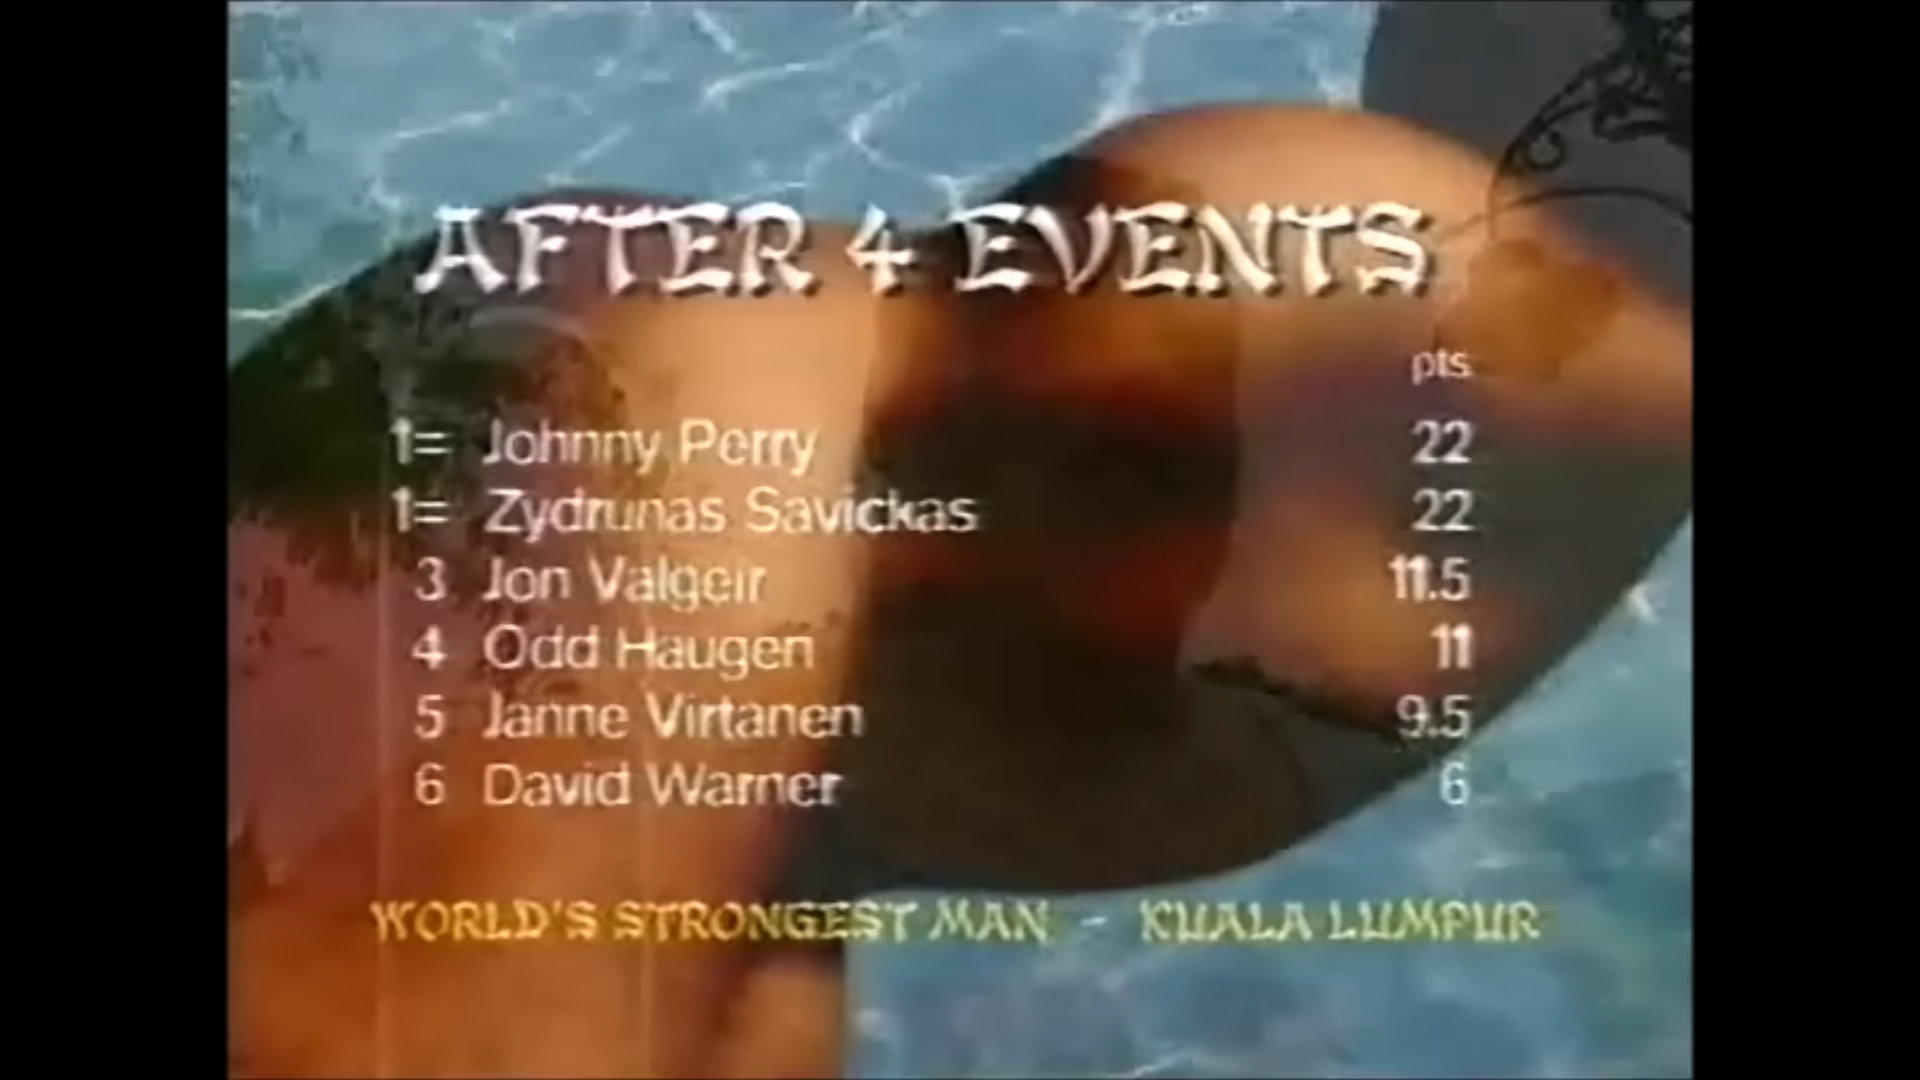 AFTER 4 EVENTS
pts
1= Johnny Perry 22
1= Zydrunas Savickas 22
3 Jon Valgeir 11.5
4 Odd Haugen 11
5 Janne Virtanen 9.5
6 David Warner 6
WORLD'S STRONGEST MAN - KUALA LUMPUR